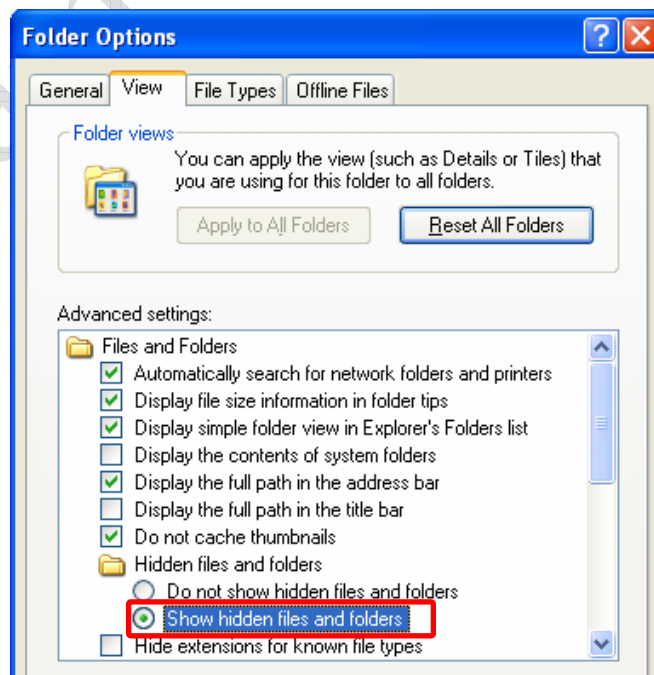 Folder Options
General View File Types Offline Files
Folder views
You can apply the view (such as Details or Tiles) that
you are using for this folder to all folders.
Apply to All Folders Reset All Folders
Advanced settings:
Files and Folders
Automatically search for network folders and printers
Display file size information in folder tips
Display simple folder view in Explorer's Folders list
Display the contents of system folders
Display the full path in the address bar
Display the full path in the title bar
Do not cache thumbnails
Hidden files and folders
Do not show hidden files and folders
Show hidden files and folders
Hide extensions for known file types